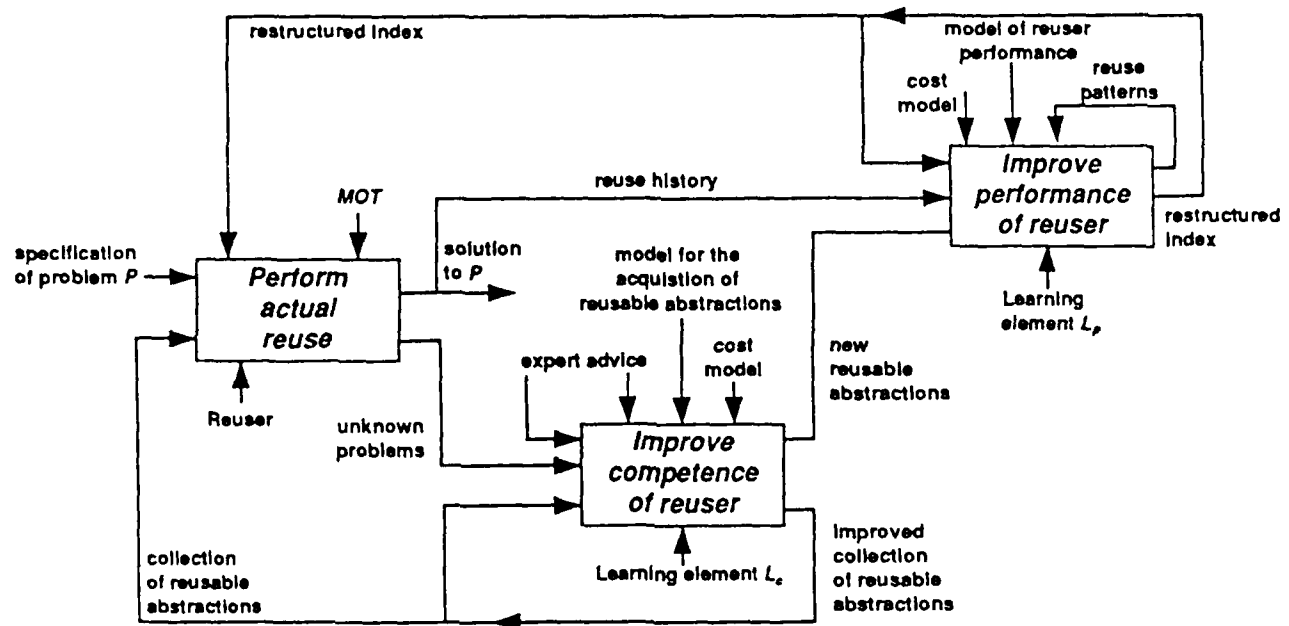 restructured index
model of reuser
performance
cost
model
reuse
patterns
Improve
performance
of reuser
restructured
index
Learning
element Lp
reuse history
MOT
specification
of problem P
Perform
actual
reuse
solution
to P
Reuser
model for the
acquistion of
reusable abstractions
expert advice
cost
model
new
reusable
abstractions
unknown
problems
Improve
competence
of reuser
Learning element Lc
collection
of reusable
abstractions
Improved
collection
of reusable
abstractions